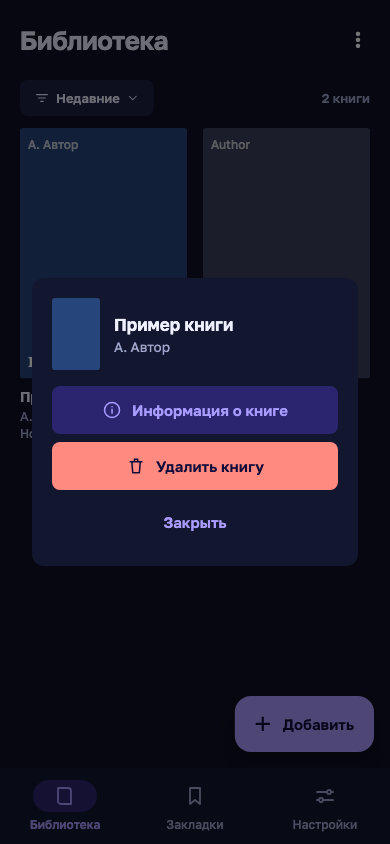 Библиотека
Недавние
2 книги
А. Автор
Author
Пример книги
А. Автор
Информация о книге
Удалить книгу
Закрыть
Добавить
Библиотека
Закладки
Настройки